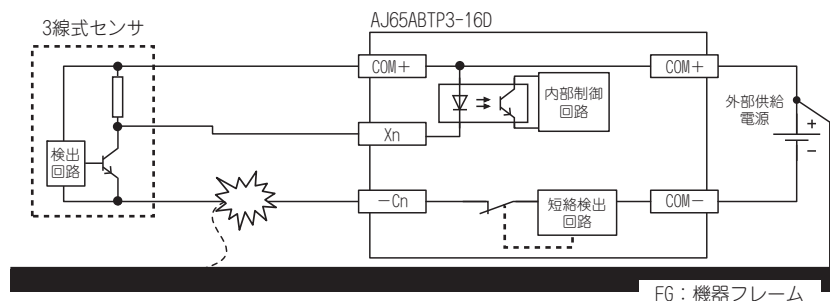 AJ65ABTP3-16D
3線式センサ
COM+
COM+
内部制御
回路
外部供給
電源
+
−
Xn
検出
回路
−Cn
短絡検出
回路
COM−
FG：機器フレーム